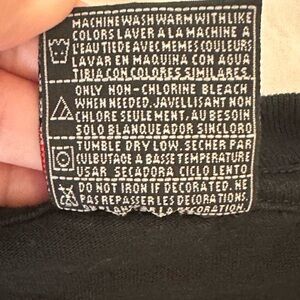 MACHINE WASH WARM WITH LIKE
COLORS LAVER A LA MACHINE A
L'EAU TIEDE AVEC MEMES COULEURS
LAVAR EN MAQUINA CON AGUA
TIBIA CON COLORES SIMILARES
ONLY NON-CHLORINE BLEACH
WHEN NEEDED. JAVELLISANT NON
CHLORE SEULEMENT. AU BESOIN
SOLO BLANQUEADOR SINCLORO
TUMBLE DRY LOW. SECHER PAR
CULBUTAGE A BASSE TEMPERATURE
USAR SECADORA CICLO LENTO
DO NOT IRON IF DECORATED. NE
PAS REPASSER LES DECORATIONS.
DECORATION.